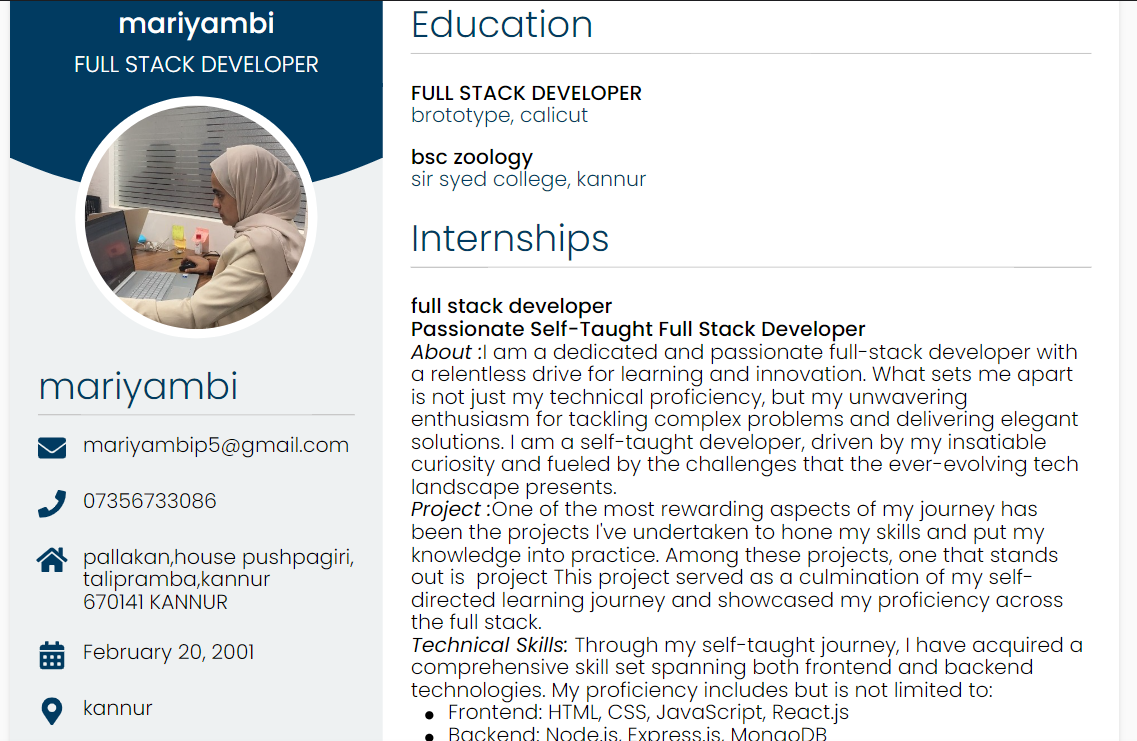 mariyambi
FULL STACK DEVELOPER
mariyambi
mariyambip5@gmail.com
07356733086
pallakan,house pushpagiri,
talipramba,kannur
670141 KANNUR
February 20, 2001
kannur
Education
FULL STACK DEVELOPER
brototype, calicut
bsc zoology
sir syed college, kannur
Internships
full stack developer
Passionate Self-Taught Full Stack Developer
About :I am a dedicated and passionate full-stack developer with
a relentless drive for learning and innovation. What sets me apart
is not just my technical proficiency, but my unwavering
enthusiasm for tackling complex problems and delivering elegant
solutions. I am a self-taught developer, driven by my insatiable
curiosity and fueled by the challenges that the ever-evolving tech
landscape presents.
Project :One of the most rewarding aspects of my journey has
been the projects I've undertaken to hone my skills and put my
knowledge into practice. Among these projects, one that stands
out is  project This project served as a culmination of my self-
directed learning journey and showcased my proficiency across
the full stack.
Technical Skills: Through my self-taught journey, I have acquired a
comprehensive skill set spanning both frontend and backend
technologies. My proficiency includes but is not limited to:
● Frontend: HTML, CSS, JavaScript, React.js
● Backend: Node.js, Express.js, MongoDB